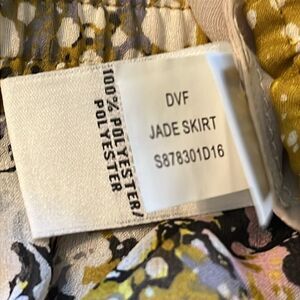 100% POLYESTER/
POLYESTER
DVF
JADE SKIRT
S878301D16